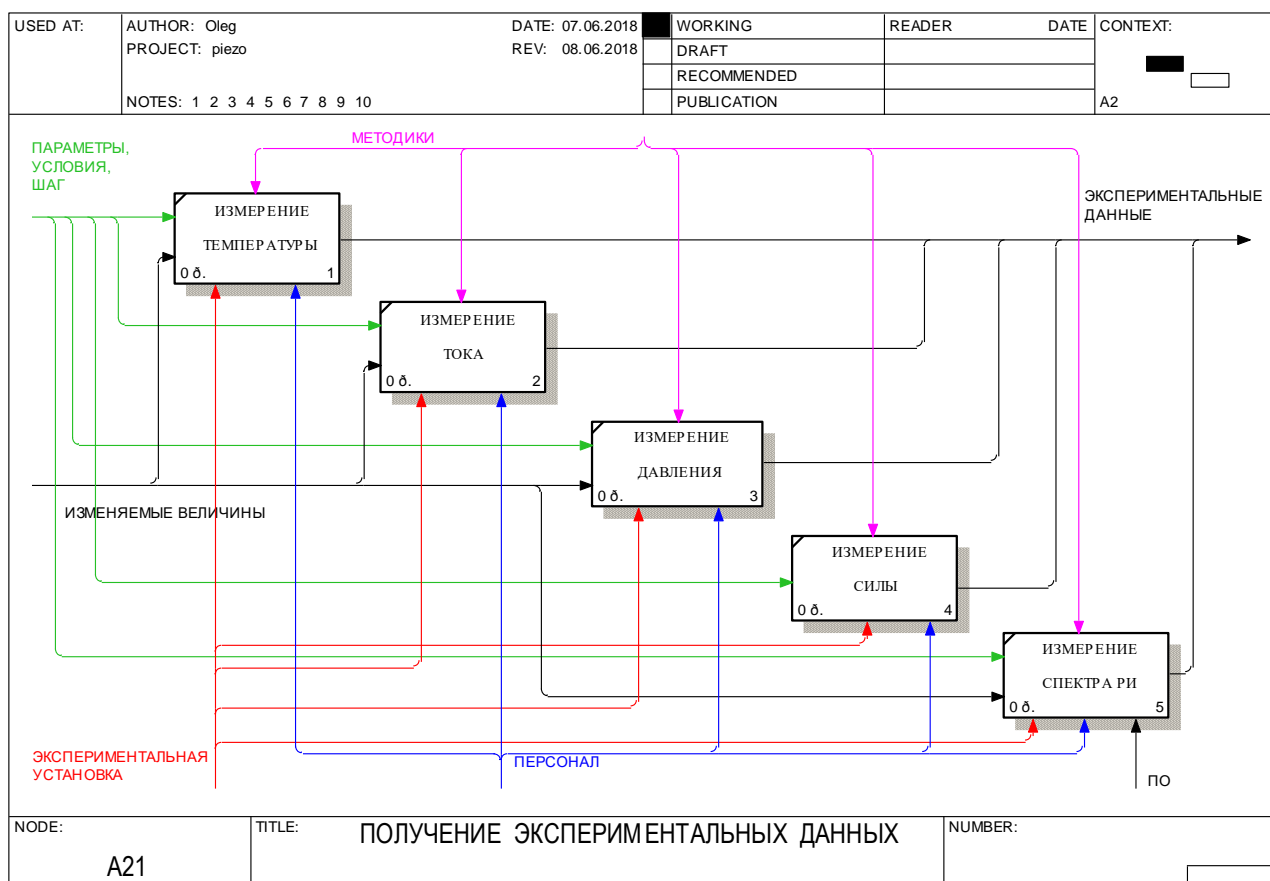 USED AT:
AUTHOR: Oleg
DATE: 07.06.2018
PROJECT: piezo
REV: 08.06.2018
NOTES: 1 2 3 4 5 6 7 8 9 10
WORKING
DRAFT
RECOMMENDED
PUBLICATION
READER
DATE
CONTEXT:
A2
ПАРАМЕТРЫ,
УСЛОВИЯ,
ШАГ
МЕТОДИКИ
ЭКСПЕРИМЕНТАЛЬНЫЕ
ДАННЫЕ
ИЗМЕРЕНИЕ
ТЕМПЕРАТУРЫ
0 ð. 1
ИЗМЕРЕНИЕ
ТОКА
0 ð. 2
ИЗМЕРЕНИЕ
ДАВЛЕНИЯ
0 ð. 3
ИЗМЕНЯЕМЫЕ ВЕЛИЧИНЫ
ИЗМЕРЕНИЕ
СИЛЫ
0 ð. 4
ИЗМЕРЕНИЕ
СПЕКТРА РИ
0 ð. 5
ЭКСПЕРИМЕНТАЛЬНАЯ
УСТАНОВКА
ПЕРСОНАЛ
ПО
NODE:
A21
TITLE:
ПОЛУЧЕНИЕ ЭКСПЕРИМЕНТАЛЬНЫХ ДАННЫХ
NUMBER: